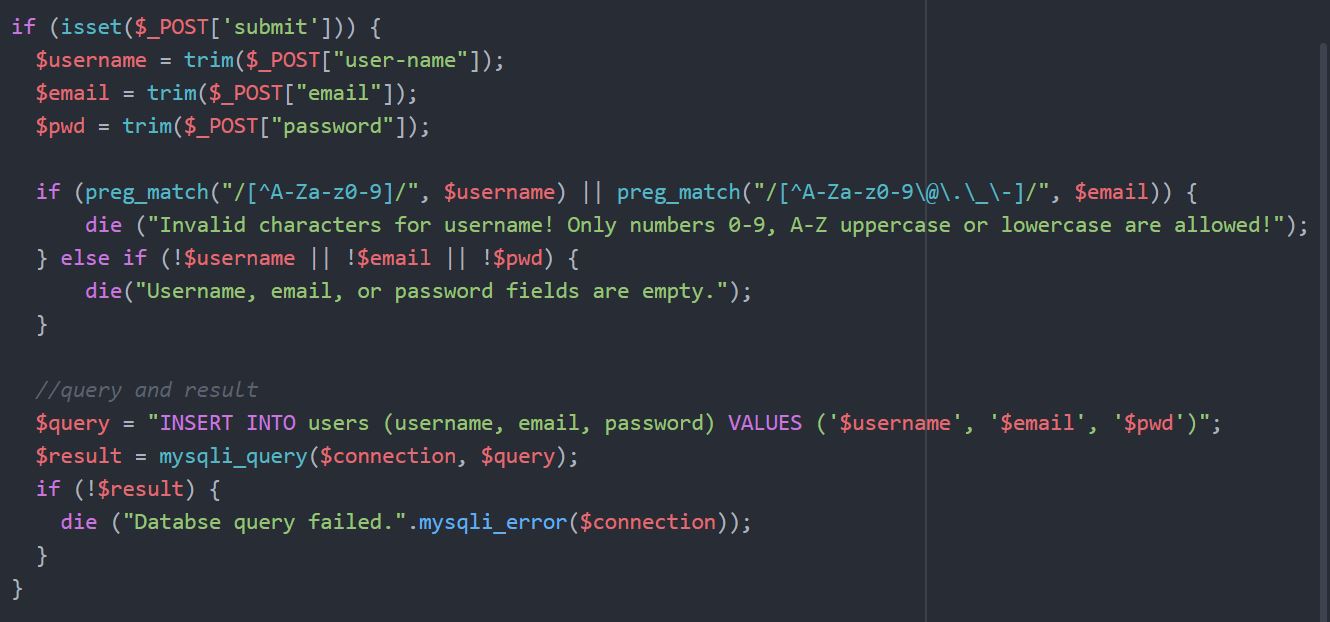 if (isset($_POST['submit'])) {
$username = trim($_POST["user-name"]);
$email = trim($_POST["email"]);
$pwd = trim($_POST["password"]);
if (preg_match("/[^A-Za-z0-9]/", $username) || preg_match("/[^A-Za-z0-9\@\.\_\-]/", $email)) {
die ("Invalid characters for username! Only numbers 0-9, A-Z uppercase or lowercase are allowed!");
} else if (!$username || !$email || !$pwd) {
die("Username, email, or password fields are empty.");
}
//query and result
$query = "INSERT INTO users (username, email, password) VALUES ('$username', '$email', '$pwd')";
$result = mysqli_query($connection, $query);
if (!$result) {
die ("Databse query failed.".mysqli_error($connection));
}
}